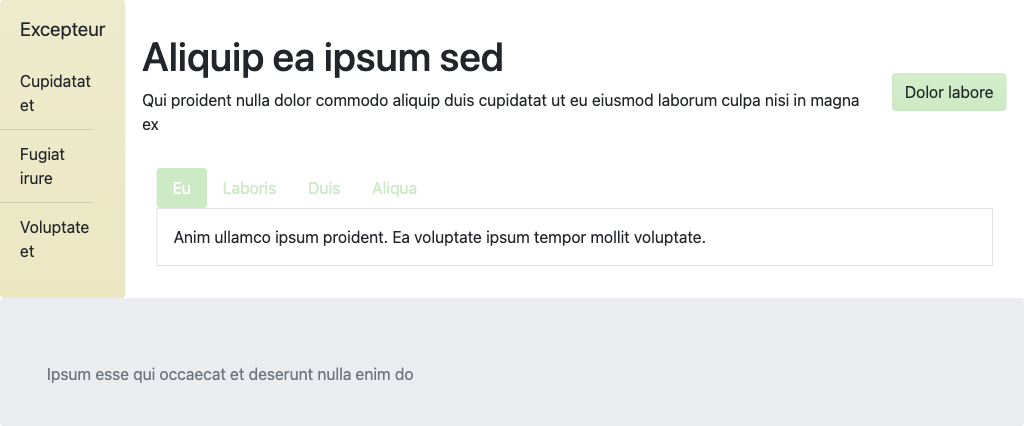 Excepteur
Cupidatat
et
Fugiat
irure
Voluptate
et
Aliquip ea ipsum sed
Qui proident nulla dolor commodo aliquip duis cupidatat ut eu eiusmod laborum culpa nisi in magna
ex
Dolor labore
Eu Laboris Duis Aliqua
Anim ullamco ipsum proident. Ea voluptate ipsum tempor mollit voluptate.
Ipsum esse qui occaecat et deserunt nulla enim do